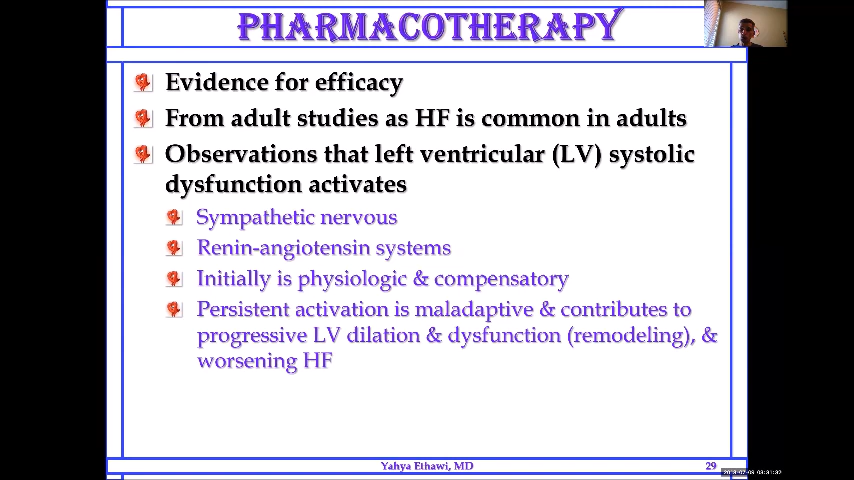 PHARMACOTHERAPY
Evidence for efficacy
From adult studies as HF is common in adults
Observations that left ventricular (LV) systolic
dysfunction activates
Sympathetic nervous
Renin-angiotensin systems
Initially is physiologic & compensatory
Persistent activation is maladaptive & contributes to
progressive LV dilation & dysfunction (remodeling), &
worsening HF
Yahya Ethawi, MD
29